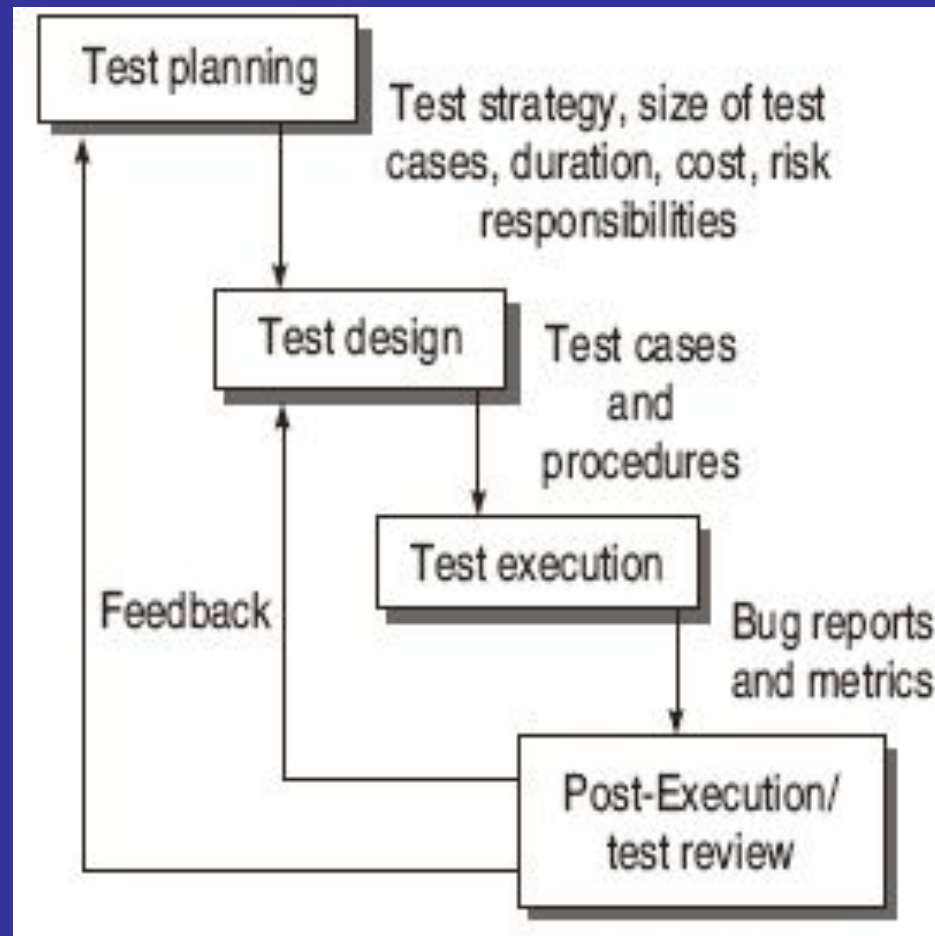 Test planning
Test strategy, size of test
cases, duration, cost, risk
responsibilities
Test design
Test cases
and
procedures
Test execution
Feedback
Bug reports
and metrics
Post-Execution/
test review